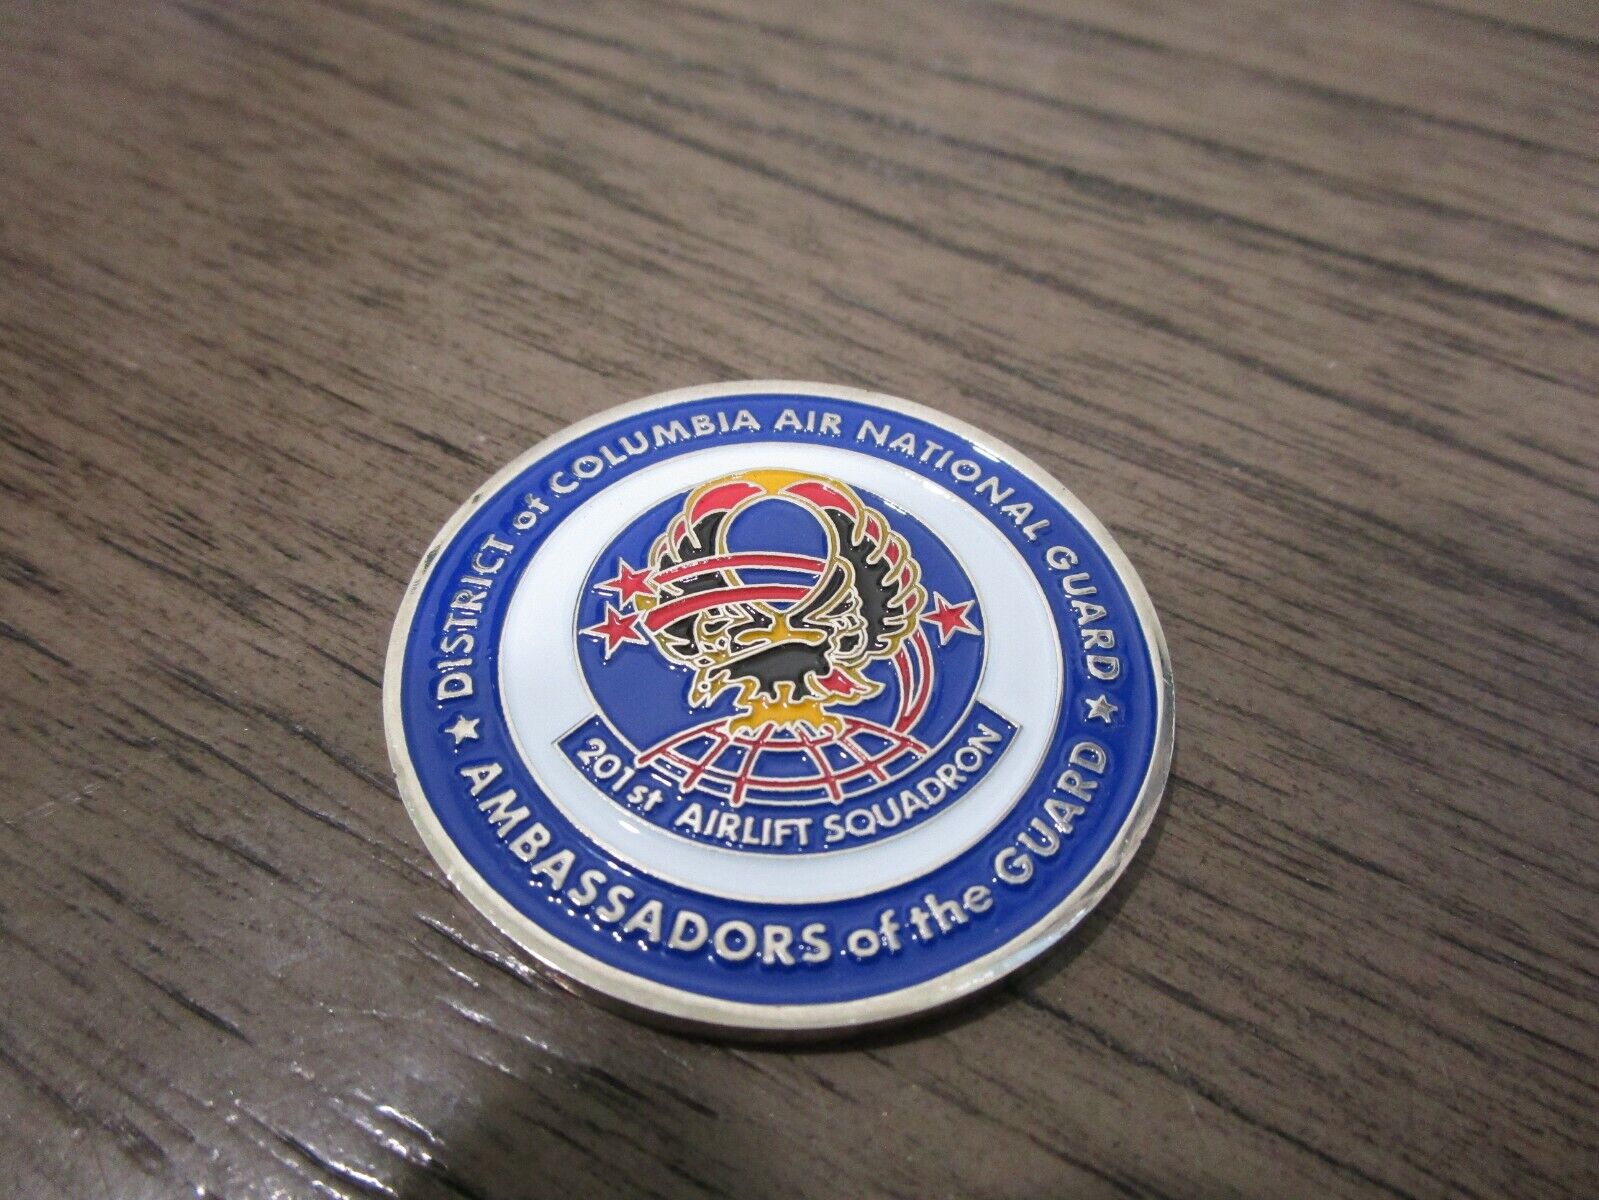 DISTRICT of COLUMBIA AIR NATIONAL GUARD
201st AIRLIFT SQUADRON
AMBASSADORS of the GUARD